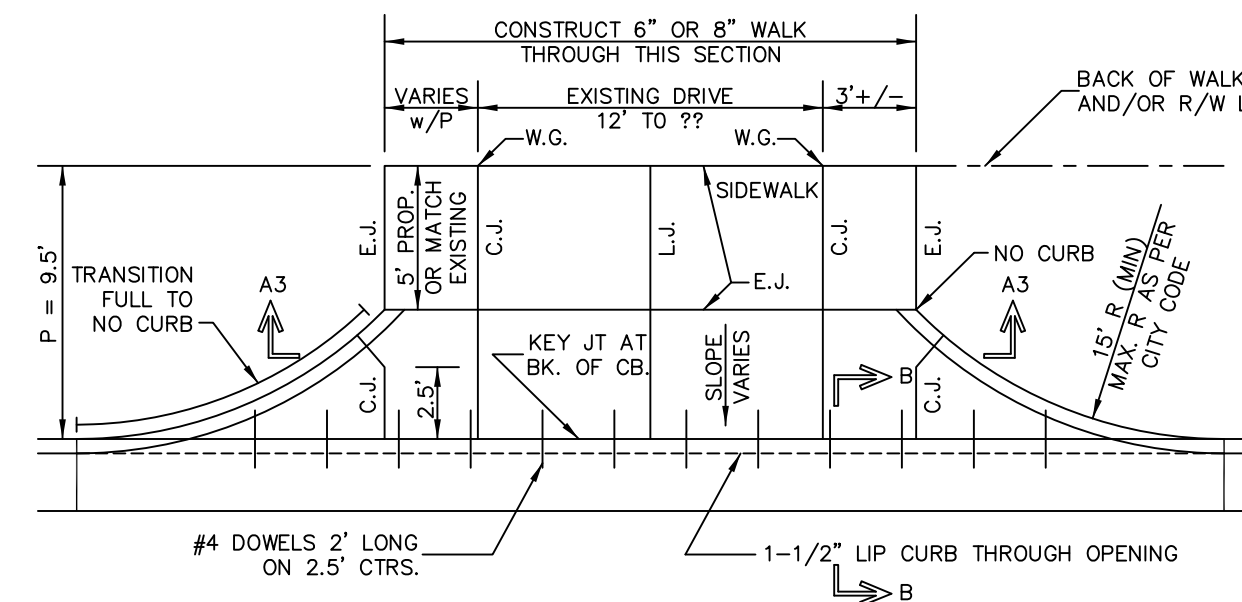 CONSTRUCT 6” OR 8” WALK
THROUGH THIS SECTION
VARIES
w/P
EXISTING DRIVE
12' TO ??
3'+/-
BACK OF WALK
AND/OR R/W L
W.G.
W.G.
P = 9.5'
E.J.
5' PROP.
OR MATCH
EXISTING
C.J.
L.J.
SIDEWALK
C.J.
E.J.
E.J.
NO CURB
TRANSITION
FULL TO
NO CURB
A3
A3
15' R (MIN)
MAX. R AS PER
CITY CODE
KEY JT AT
BK. OF CB.
SLOPE
VARIES
B
C.J.
2.5'
C.J.
#4 DOWELS 2' LONG
ON 2.5' CTRS.
1-1/2” LIP CURB THROUGH OPENING
B